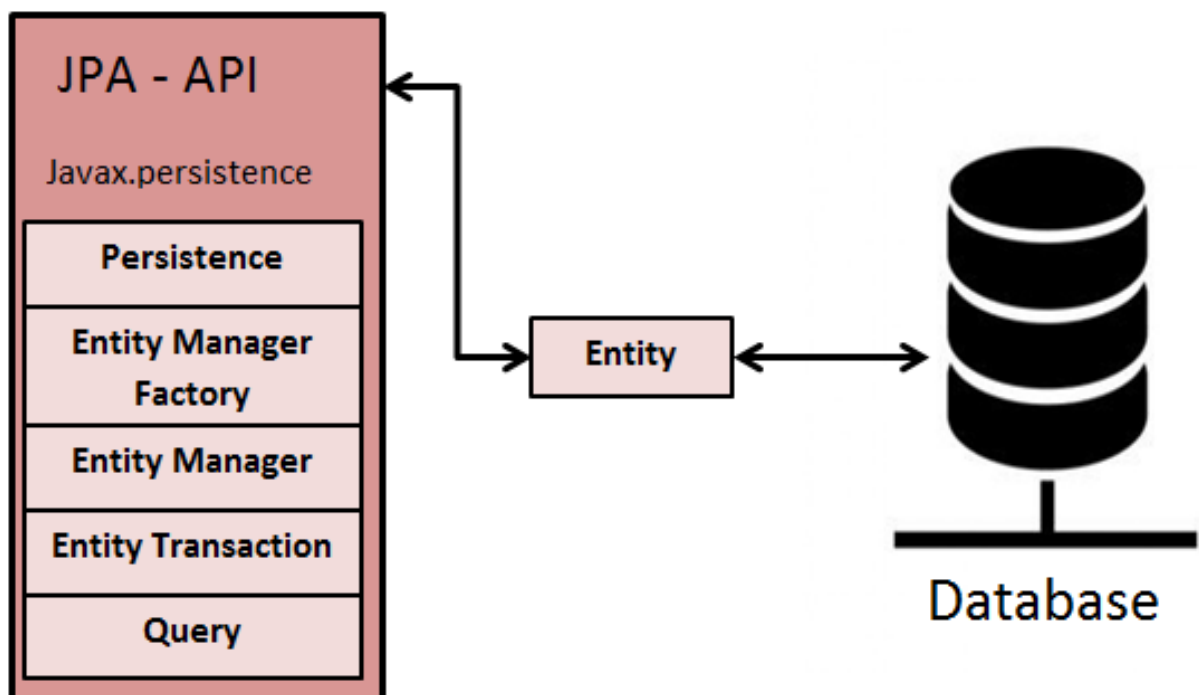 JPA - API
Javax.persistence
Persistence
Entity Manager
Factory
Entity Manager
Entity Transaction
Query
Entity
Database